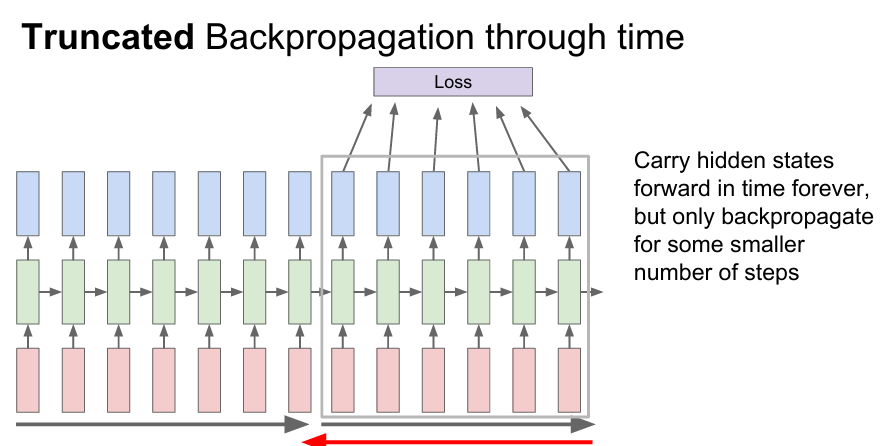 Truncated Backpropagation through time
Loss
Carry hidden states
forward in time forever,
but only backpropagate
for some smaller
number of steps